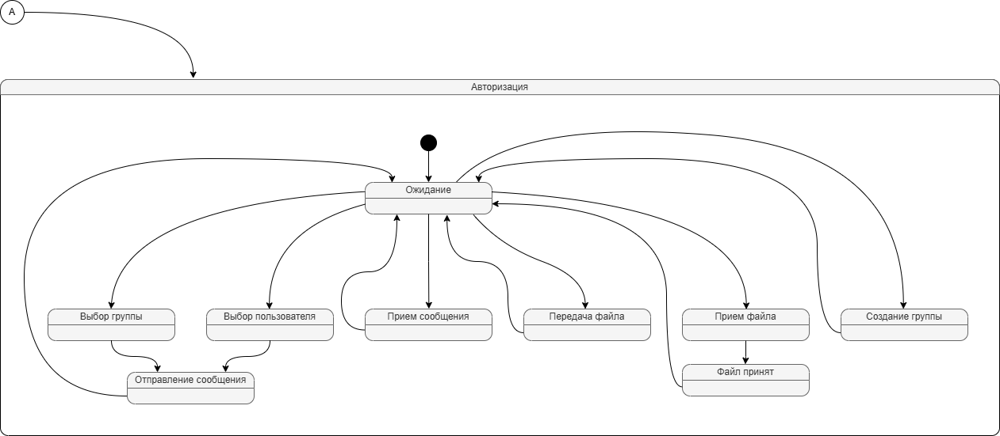 А
Авторизация
Ожидание
Выбор группы
Выбор пользователя
Прием сообщения
Передача файла
Прием файла
Создание группы
Отправление сообщения
Файл принят